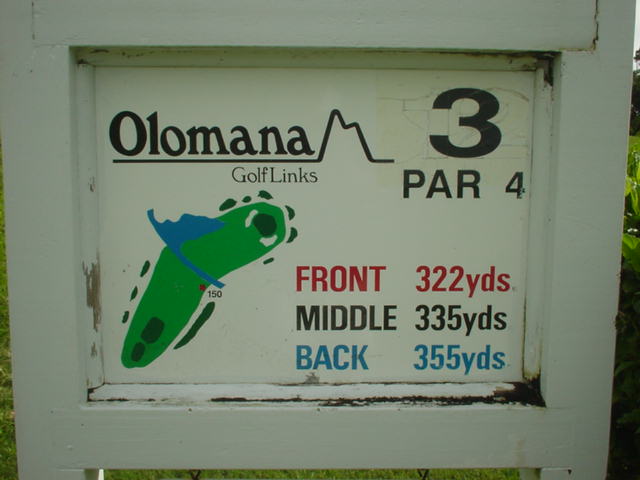 Olomana
GolfLinks
3
PAR 4
150
FRONT 322yds
MIDDLE 335yds
BACK 355yds